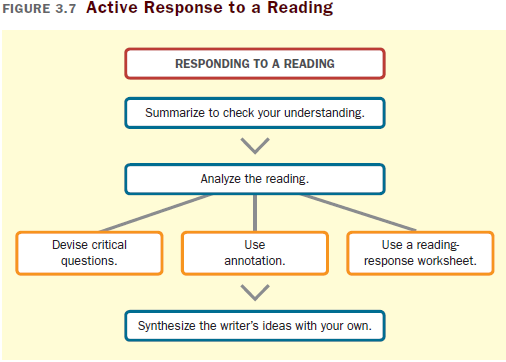 FIGURE 3.7 Active Response to a Reading
RESPONDING TO A READING
Summarize to check your understanding.
Analyze the reading.
Devise critical
questions.
Use
annotation.
Use a reading-
response worksheet.
Synthesize the writer's ideas with your own.